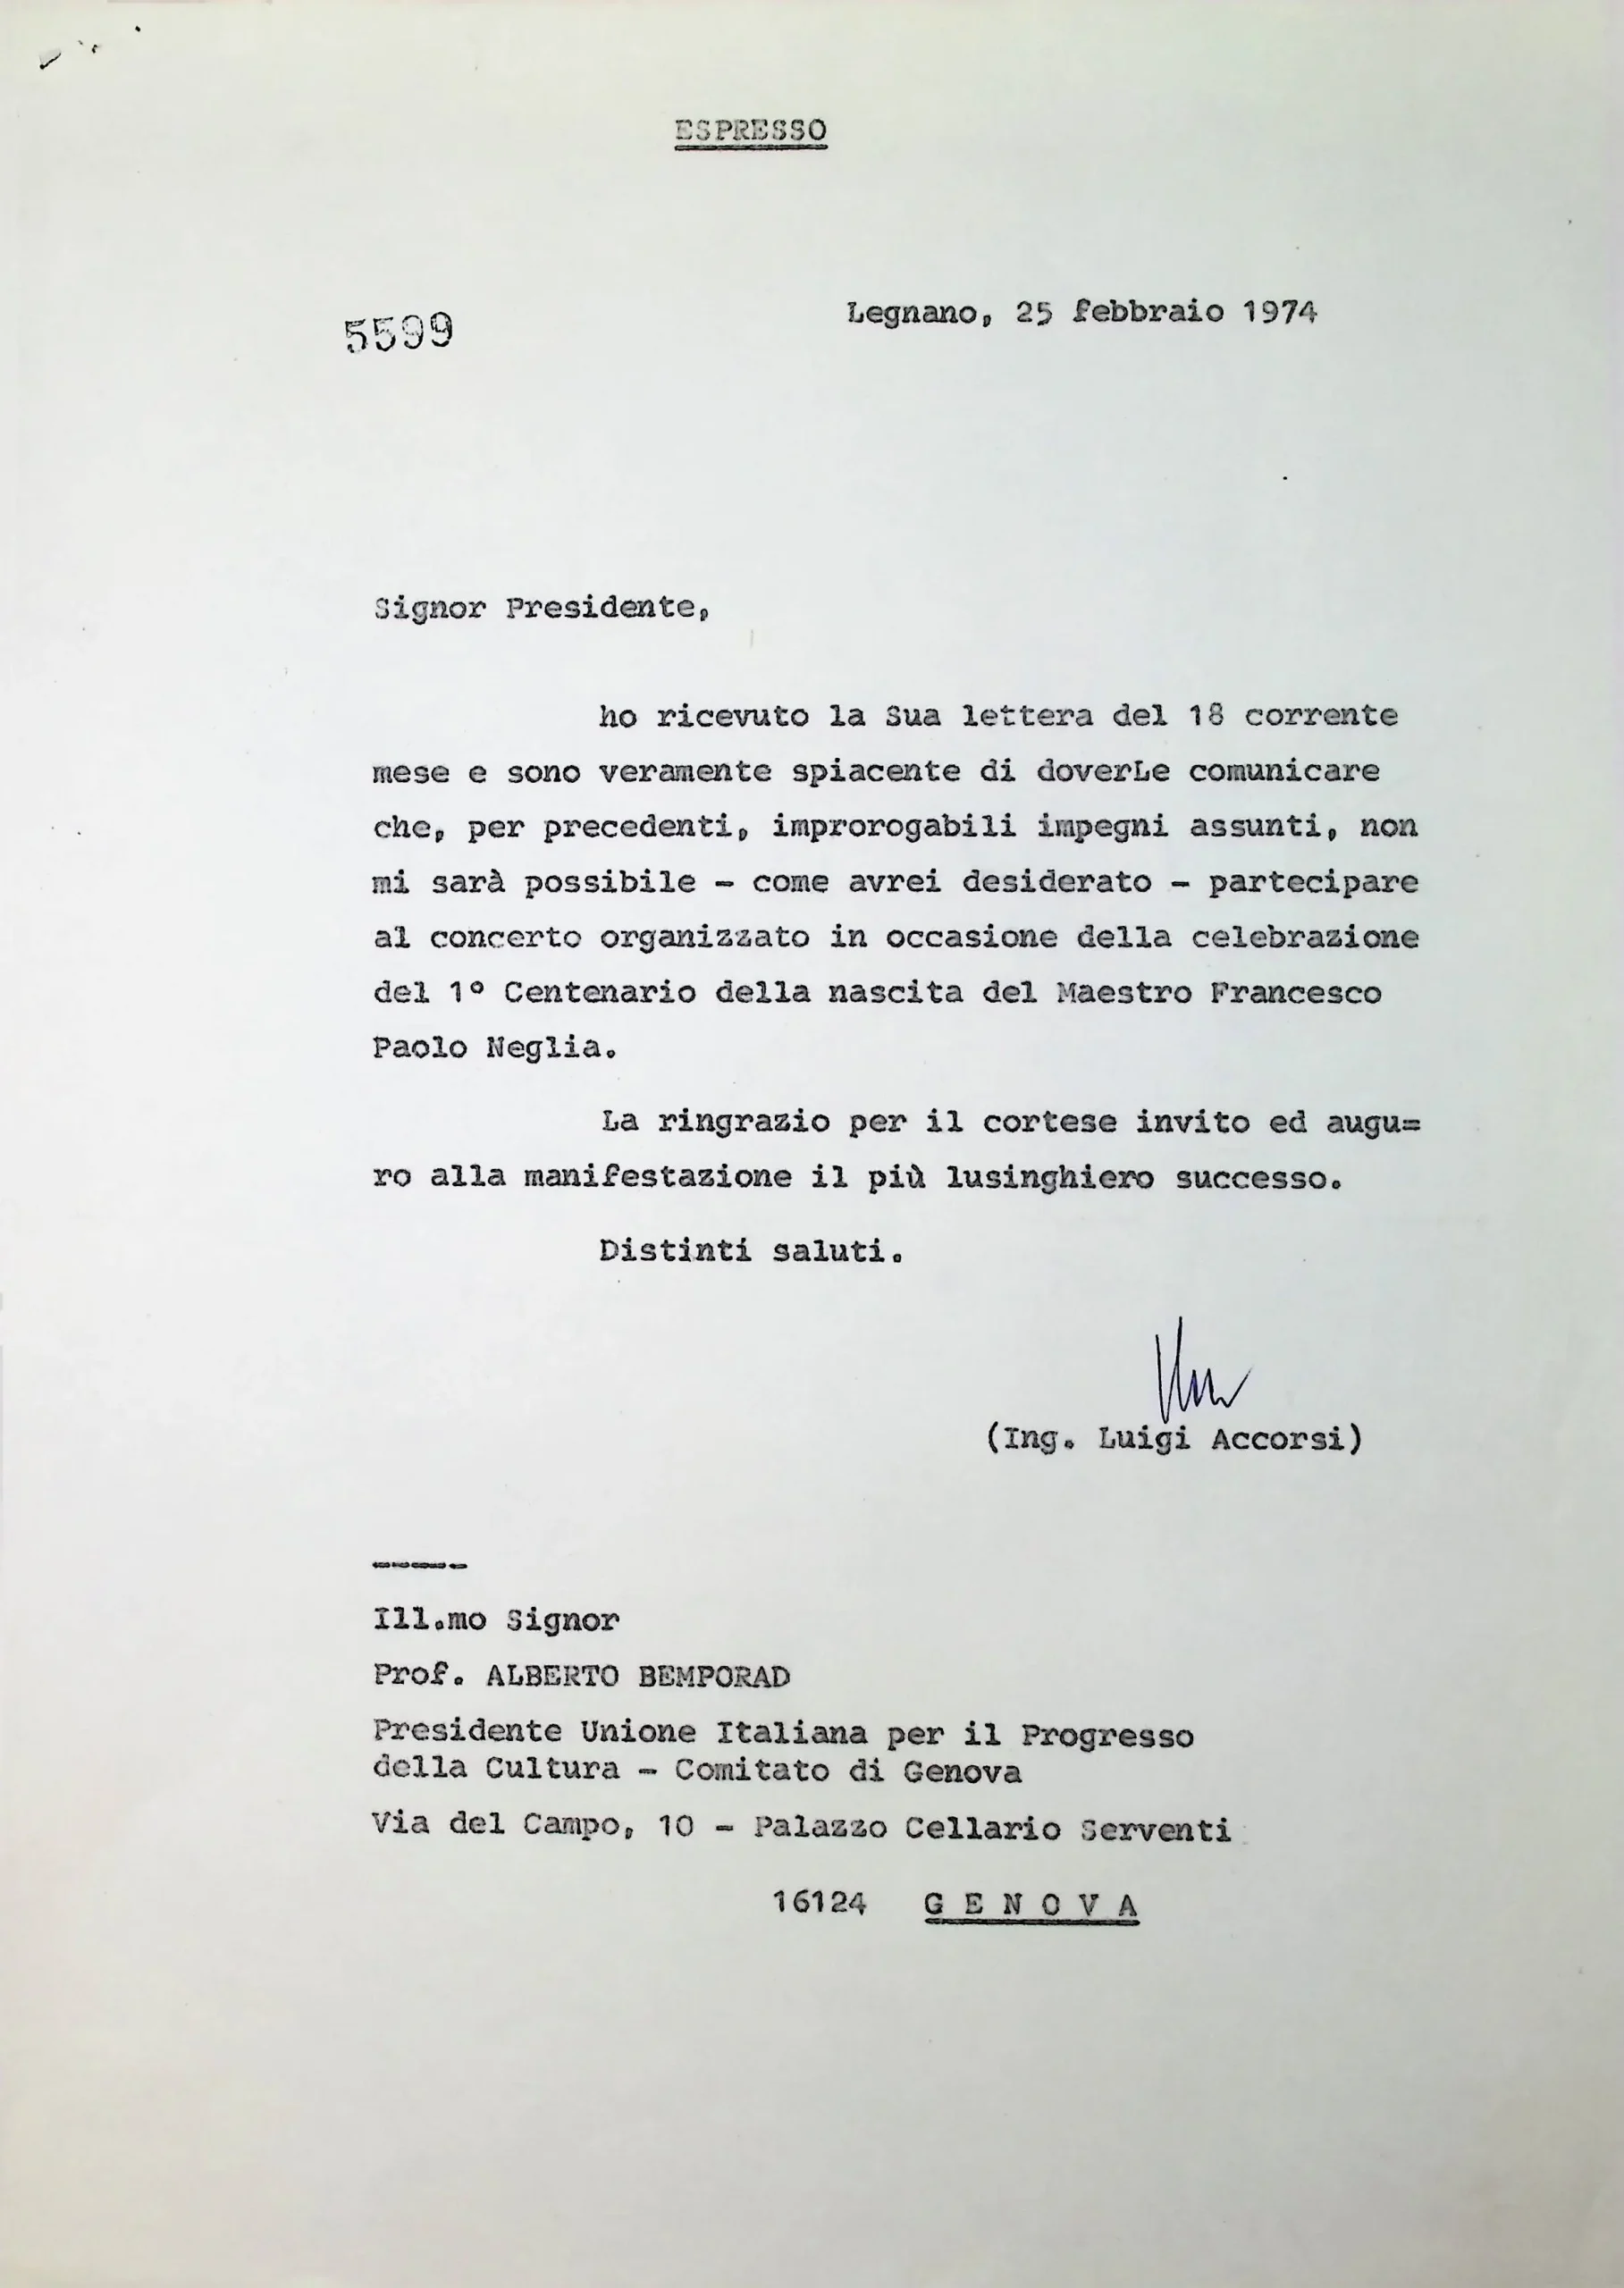 ESPRESSO
5599
Legnano, 25 febbraio 1974
Signor Presidente,
ho ricevuto la Sua lettera del 18 corrente
mese e sono veramente spiacente di doverLe comunicare
che, per precedenti, improrogabili impegni assunti, non
mi sarà possibile - come avrei desiderato - partecipare
al concerto organizzato in occasione della celebrazione
del 1° Centenario della nascita del Maestro Francesco
Paolo Neglia.
La ringrazio per il cortese invito ed augu=
ro alla manifestazione il più lusinghiero successo.
Distinti saluti.
(Ing. Luigi Accorsi)
-----
Ill.mo Signor
Prof. ALBERTO BEMPORAD
Presidente Unione Italiana per il Progresso
della Cultura - Comitato di Genova
Via del Campo, 10 - Palazzo Cellario Serventi
16124 G E N O V A